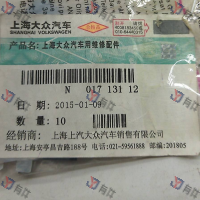 上海大众汽车
SHANGHAI VOLKSWAGEN
产品名：上海大众汽车用维修配件
N 017 131 12
日 期：2015-01-09
数 量：10
经销商：上海上汽大众汽车销售有限公司
地址：上海安亭昌吉路188号 电话：021-59561888 邮编：201805